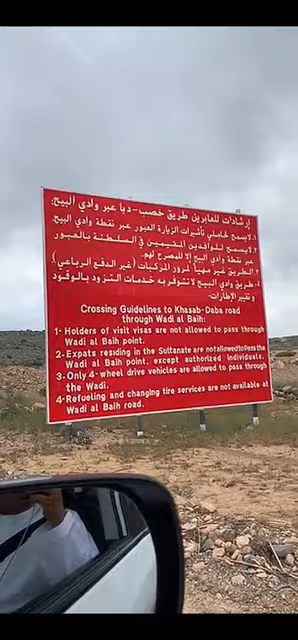 إرشادات للعابرين طريق خصب-دبا عبر وادي البيح:
١.لا يسمح لحاملي تأشيرات الزيارة العبور عبر نقطة وادي البيح.
٢.لا يسمح للوافدين المقيمين في السلطنة بالعبور
عبر نقطة وادي البيح إلا للمصرح لهم.
٣.الطريق غير مهيأ لمرور المركبات (غير الدفع الرباعي)
٤- طريق وادي البيح لا تتوفر به خدمات التزود بالوقود
و تغيير الإطارات.
Crossing Guidelines to Khasab-Daba road
through Wadi al Baih:
1- Holders of visit visas are not allowed to pass through
Wadi al Baih point.
2- Expats residing in the Sultanate are not allowed to Pass the
Wadi al Baih point, except authorized individuals.
3- Only 4-wheel drive vehicles are allowed to pass through
the Wadi.
4- Refueling and changing tire services are not available at
Wadi al Baih road.